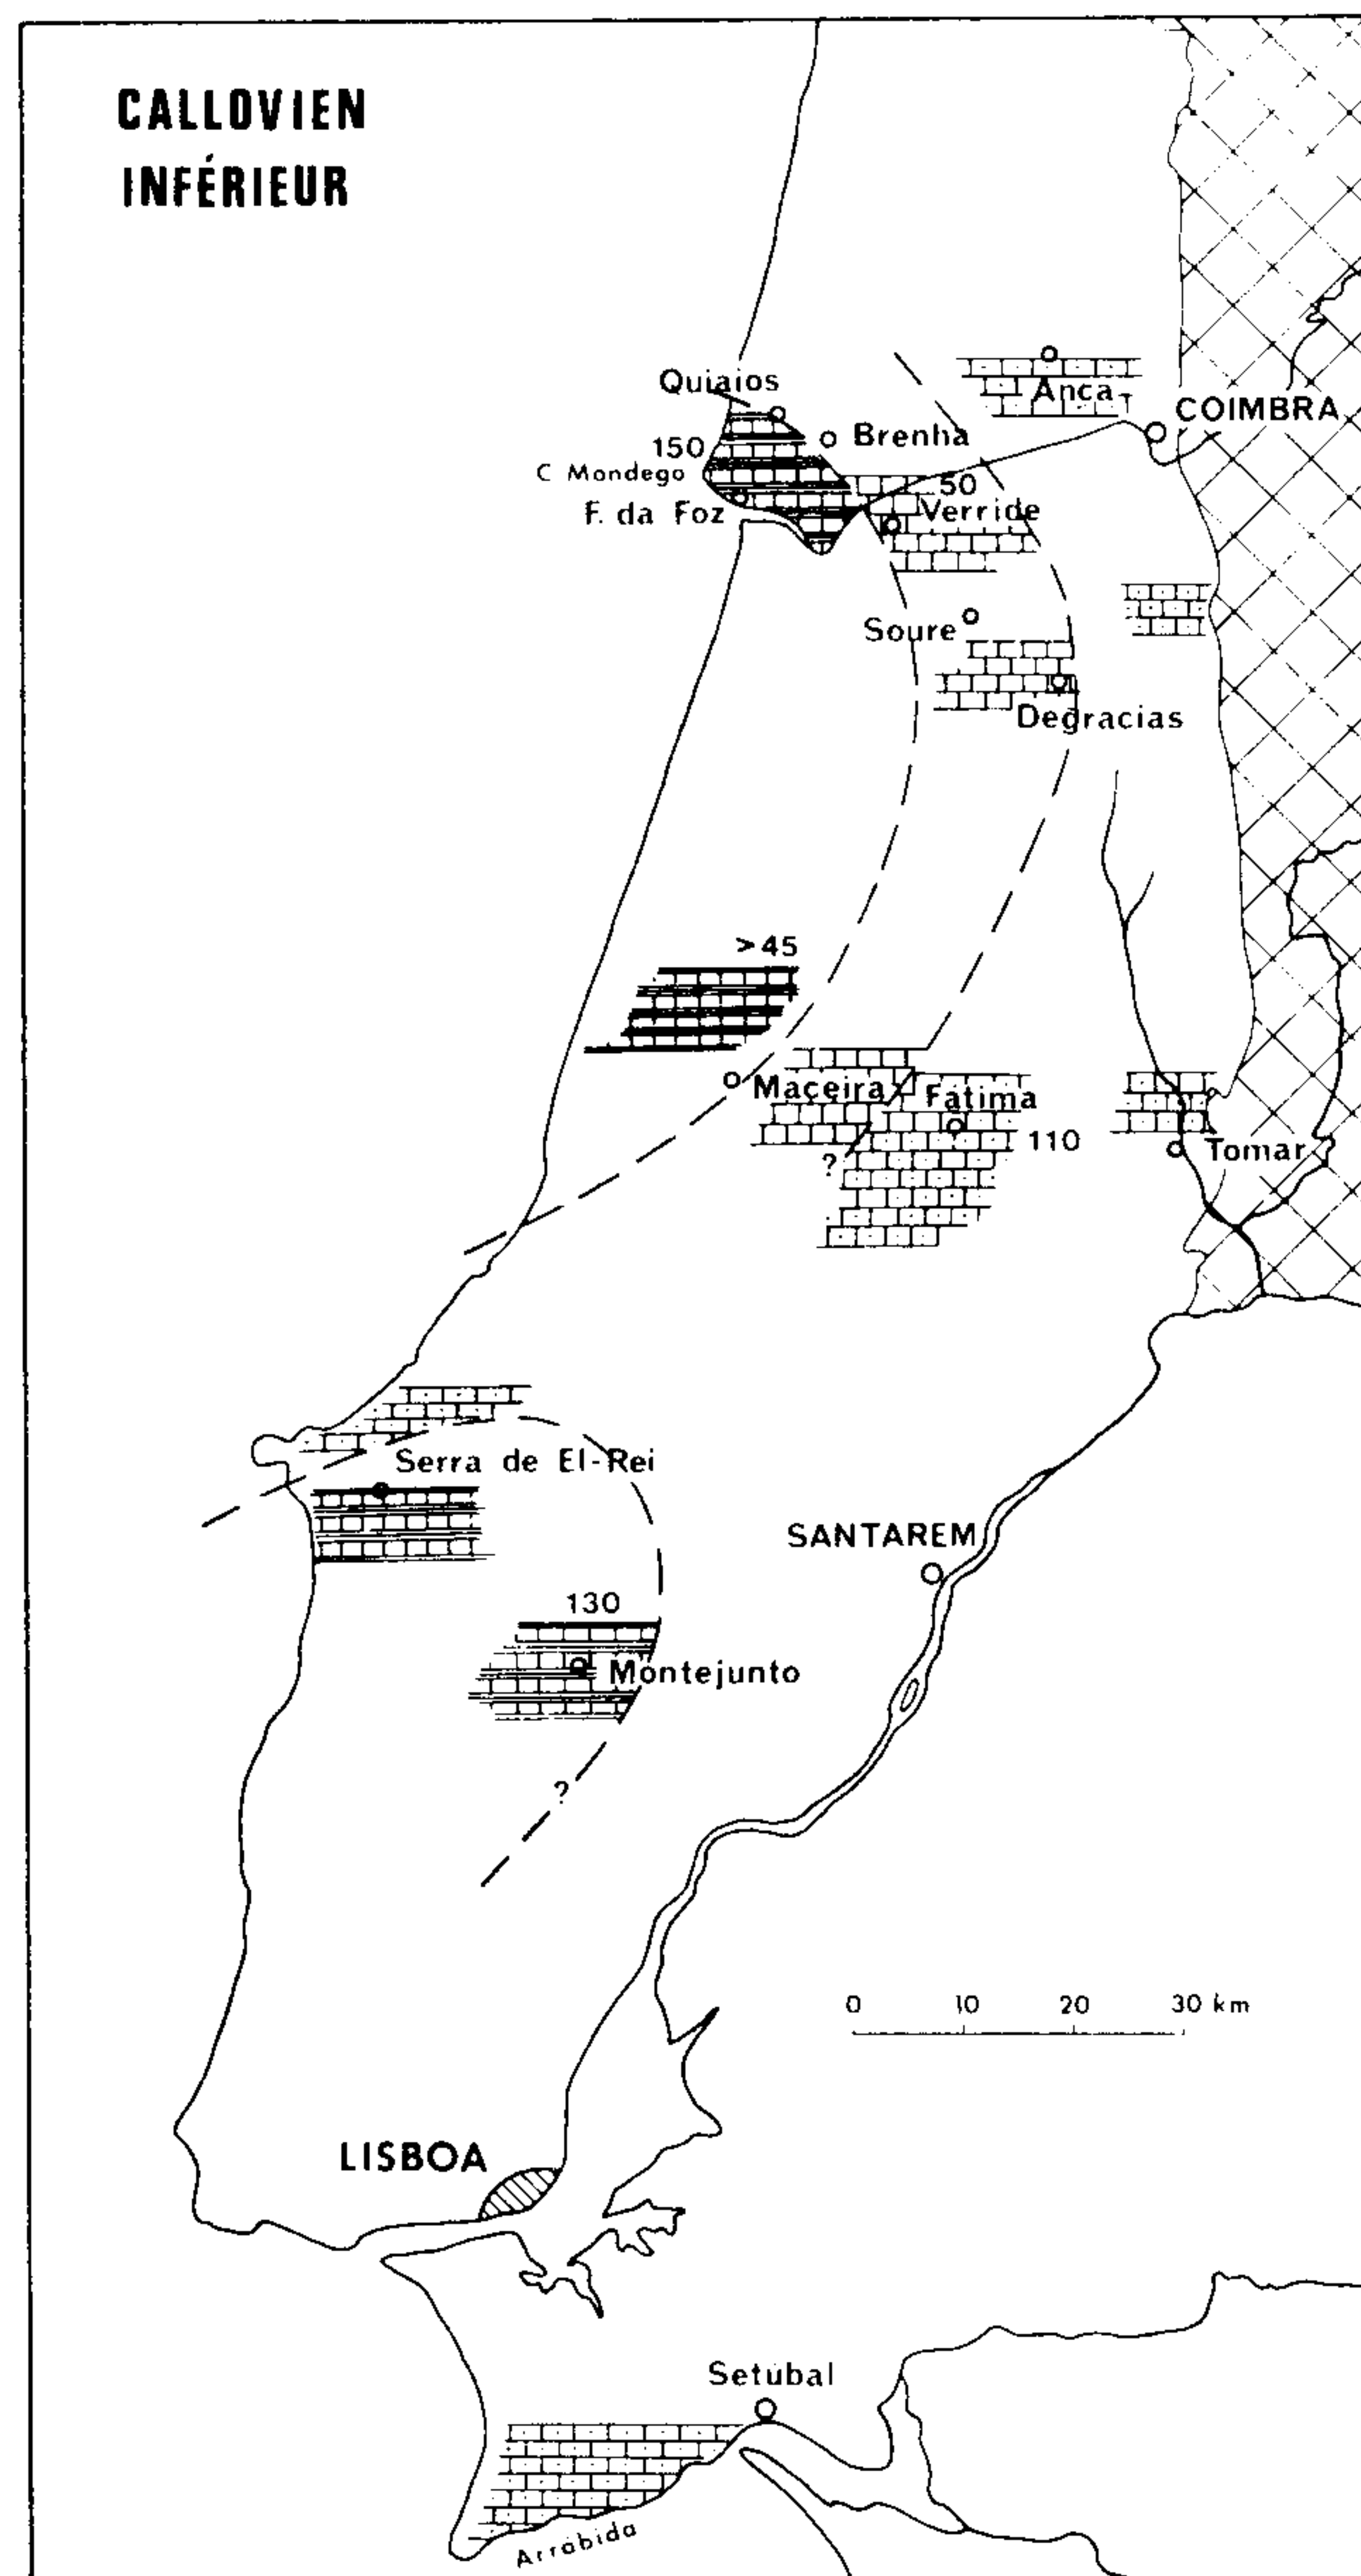 CALLOVIEN
INFÉRIEUR
Quiaios
Anca
COIMBRA
150
Brenha
C Mondego
50
F. da Foz
Verride
Soure
Degracias
>45
Maceira
Fatima
?
110
Tomar
Serra de El-Rei
SANTAREM
130
Montejunto
?
0 10 20 30 km
LISBOA
Setúbal
Arrabida